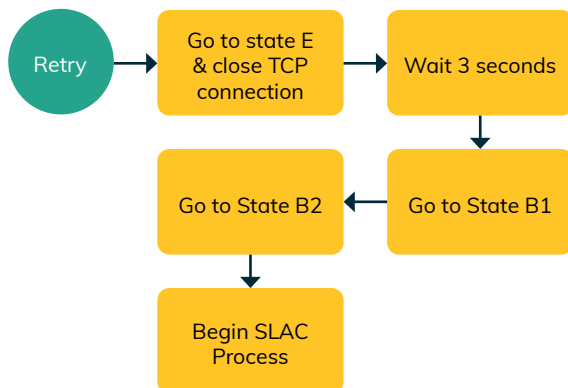 Retry
Go to state E
& close TCP
connection
Wait 3 seconds
Go to State B1
Go to State B2
Begin SLAC
Process